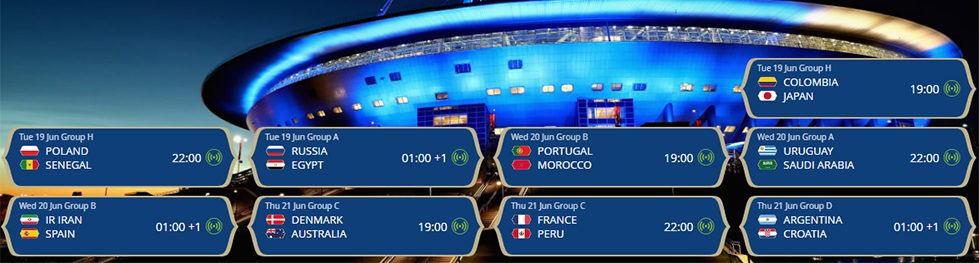 Tue 19 Jun Group H
COLOMBIA
JAPAN
19:00
Tue 19 Jun Group H
POLAND
SENEGAL
22:00
Tue 19 Jun Group A
RUSSIA
EGYPT
01:00 +1
Wed 20 Jun Group B
PORTUGAL
MOROCCO
19:00
Wed 20 Jun Group A
URUGUAY
SAUDI ARABIA
22:00
Wed 20 Jun Group B
IR IRAN
SPAIN
01:00 +1
Thu 21 Jun Group C
DENMARK
AUSTRALIA
19:00
Thu 21 Jun Group C
FRANCE
PERU
22:00
Thu 21 Jun Group D
ARGENTINA
CROATIA
01:00 +1